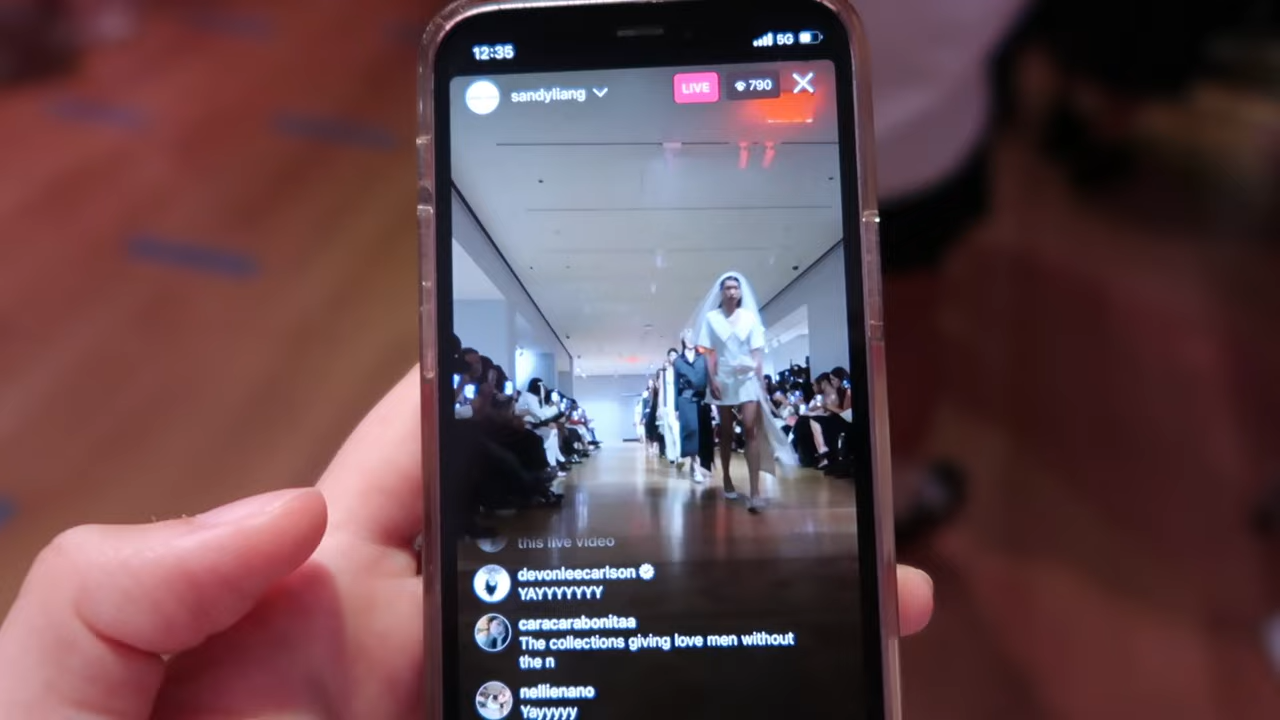 12:35
5G
sandyliang
LIVE
790
this live video
devonleecarlson
YAYYYYYYY
caracarabonitaa
The collections giving love men without
the n
nellienano
Yayyyyy